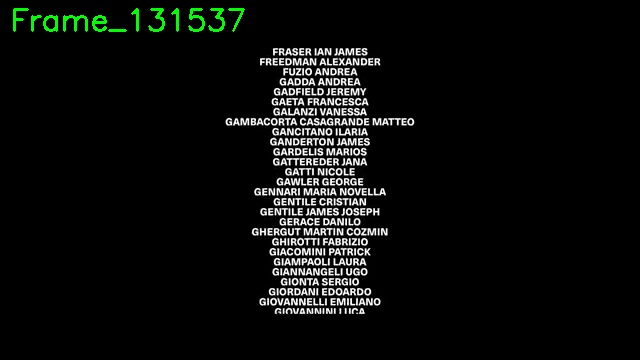 Frame_131537
FRASER IAN JAMES
FREEDMAN ALEXANDER
FUZIO ANDREA
GADDA ANDREA
GADFIELD JEREMY
GAETA FRANCESCA
GALANZI VANESSA
GAMBACORTA CASAGRANDE MATTEO
GANCITANO ILARIA
GANDERTON JAMES
GARDELIS MARIOS
GATTEREDER JANA
GATTI NICOLE
GAWLER GEORGE
GENNARI MARIA NOVELLA
GENTILE CRISTIAN
GENTILE JAMES JOSEPH
GERACE DANILO
GHERGUT MARTIN COZMIN
GHIROTTI FABRIZIO
GIACOMINI PATRICK
GIAMPAOLI LAURA
GIANNANGELI UGO
GIONTA SERGIO
GIORDANI EDOARDO
GIOVANNELLI EMILIANO
GIOVANNINI LUCA